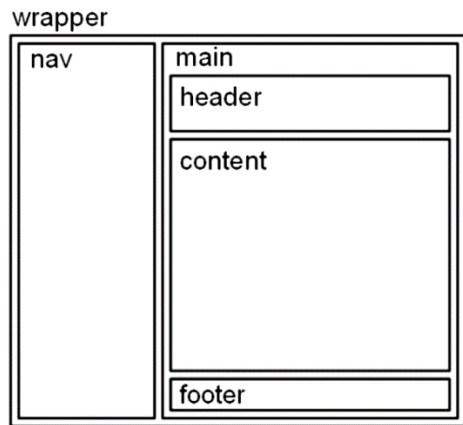 wrapper
nav
main
header
content
footer